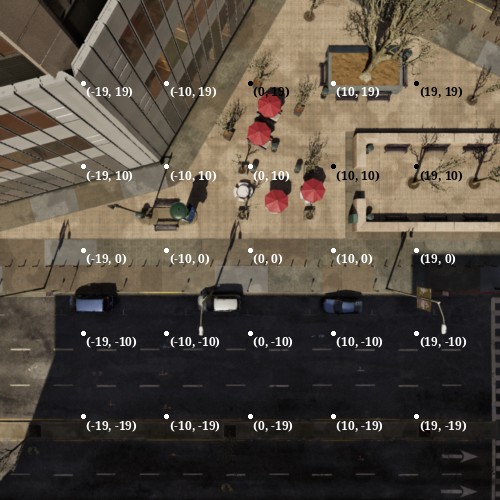 (-19, 19) (-10, 19) (0, 19) (10, 19) (19, 19)
(-19, 10) (-10, 10) (0, 10) (10, 10) (19, 10)
(-19, 0) (-10, 0) (0, 0) (10, 0) (19, 0)
(-19, -10) (-10, -10) (0, -10) (10, -10) (19, -10)
(-19, -19) (-10, -19) (0, -19) (10, -19) (19, -19)